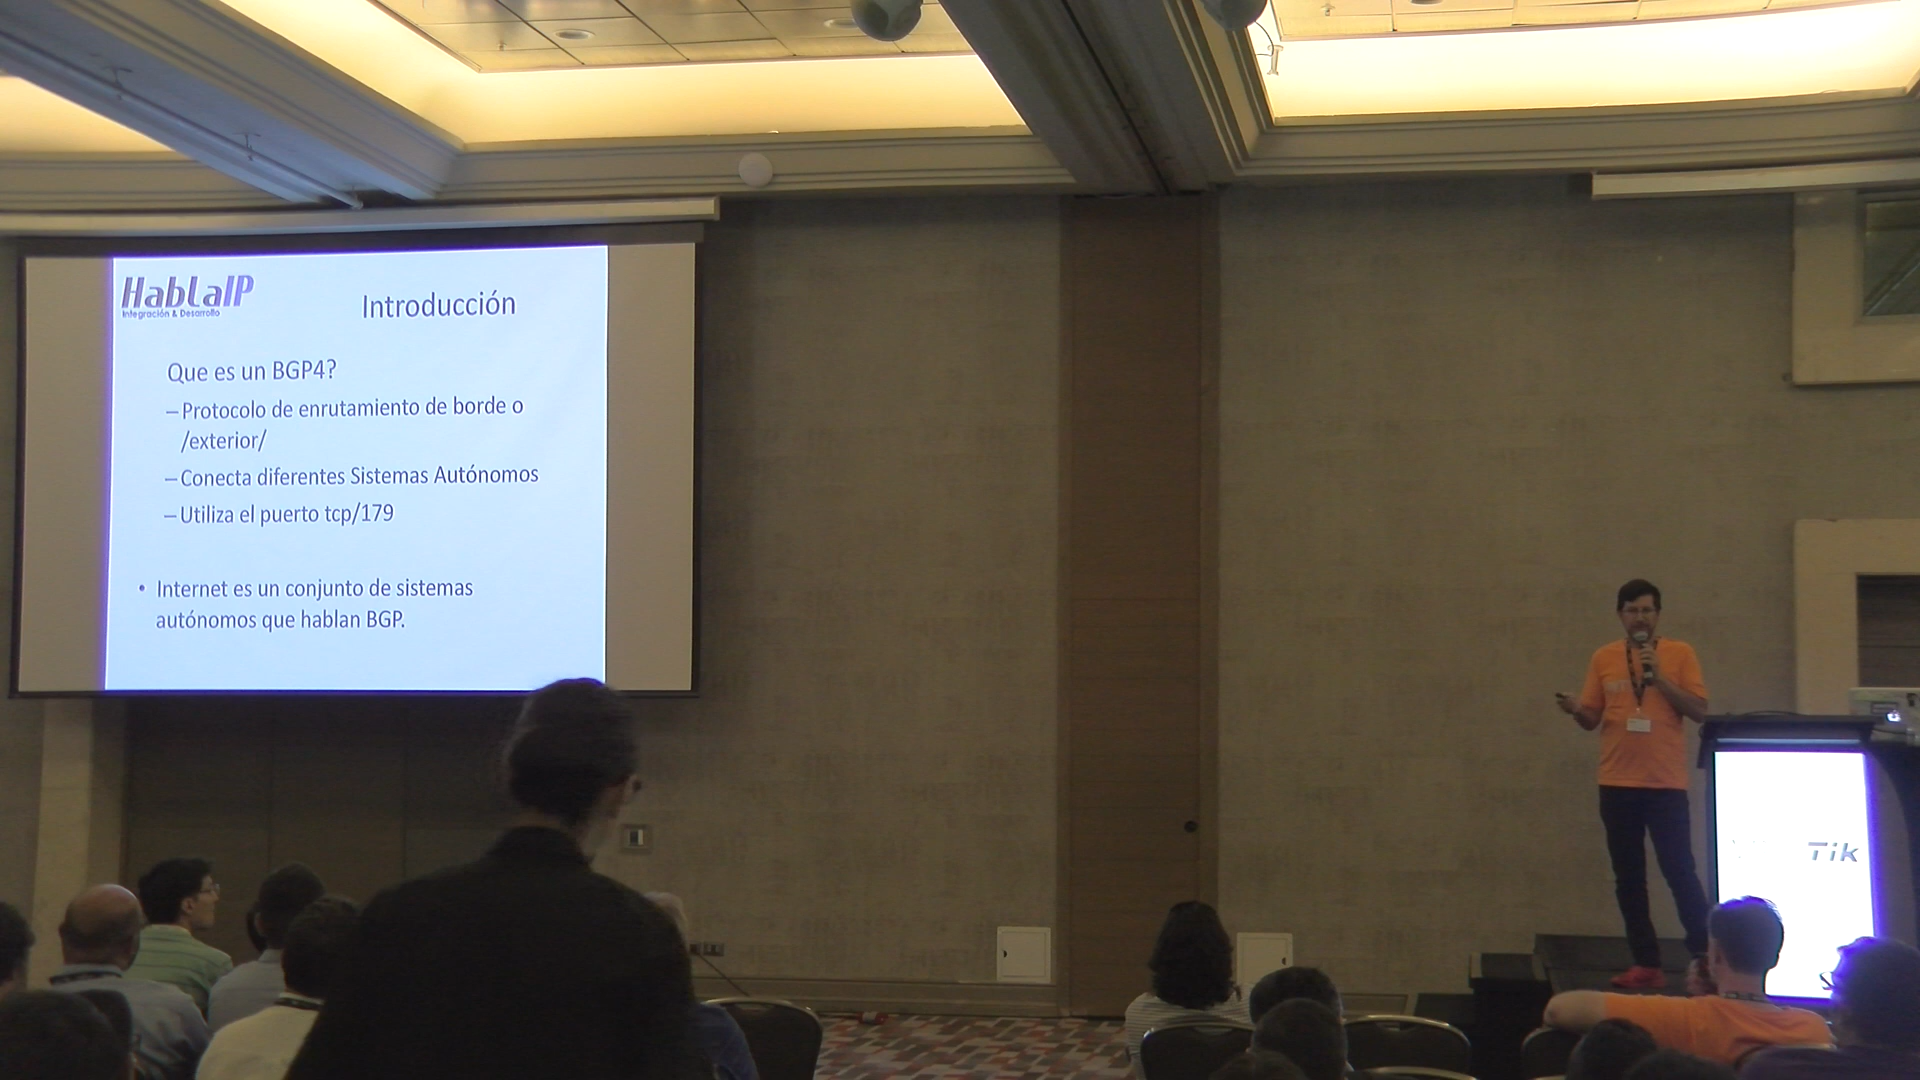 HabLaIP
Integración & Desarrollo
Introducción
Que es un BGP4?
–Protocolo de enrutamiento de borde o
/exterior/
–Conecta diferentes Sistemas Autónomos
–Utiliza el puerto tcp/179
• Internet es un conjunto de sistemas
autónomos que hablan BGP.
Tik